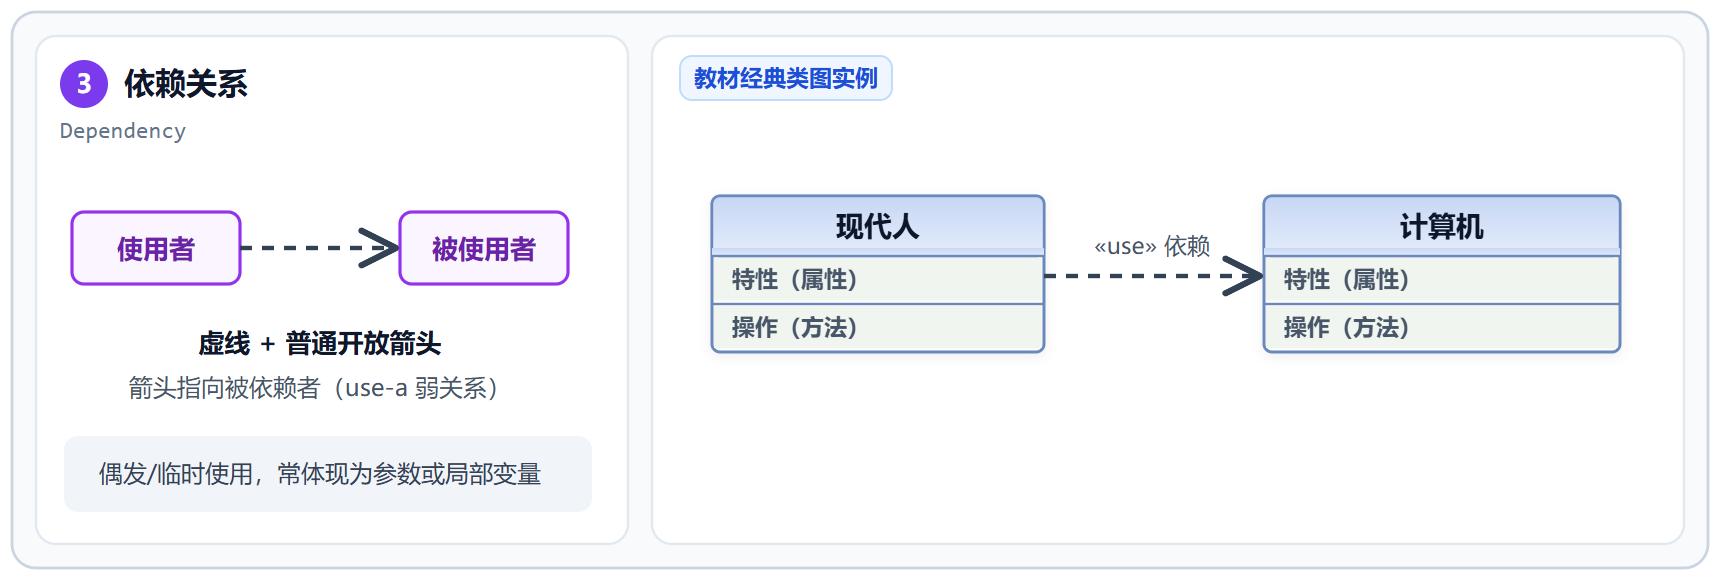 3 依赖关系
Dependency
使用者
被使用者
虚线 + 普通开放箭头
箭头指向被依赖者（use-a 弱关系）
偶发/临时使用，常体现为参数或局部变量
教材经典类图实例
现代人
特性（属性）
操作（方法）
«use» 依赖
计算机
特性（属性）
操作（方法）